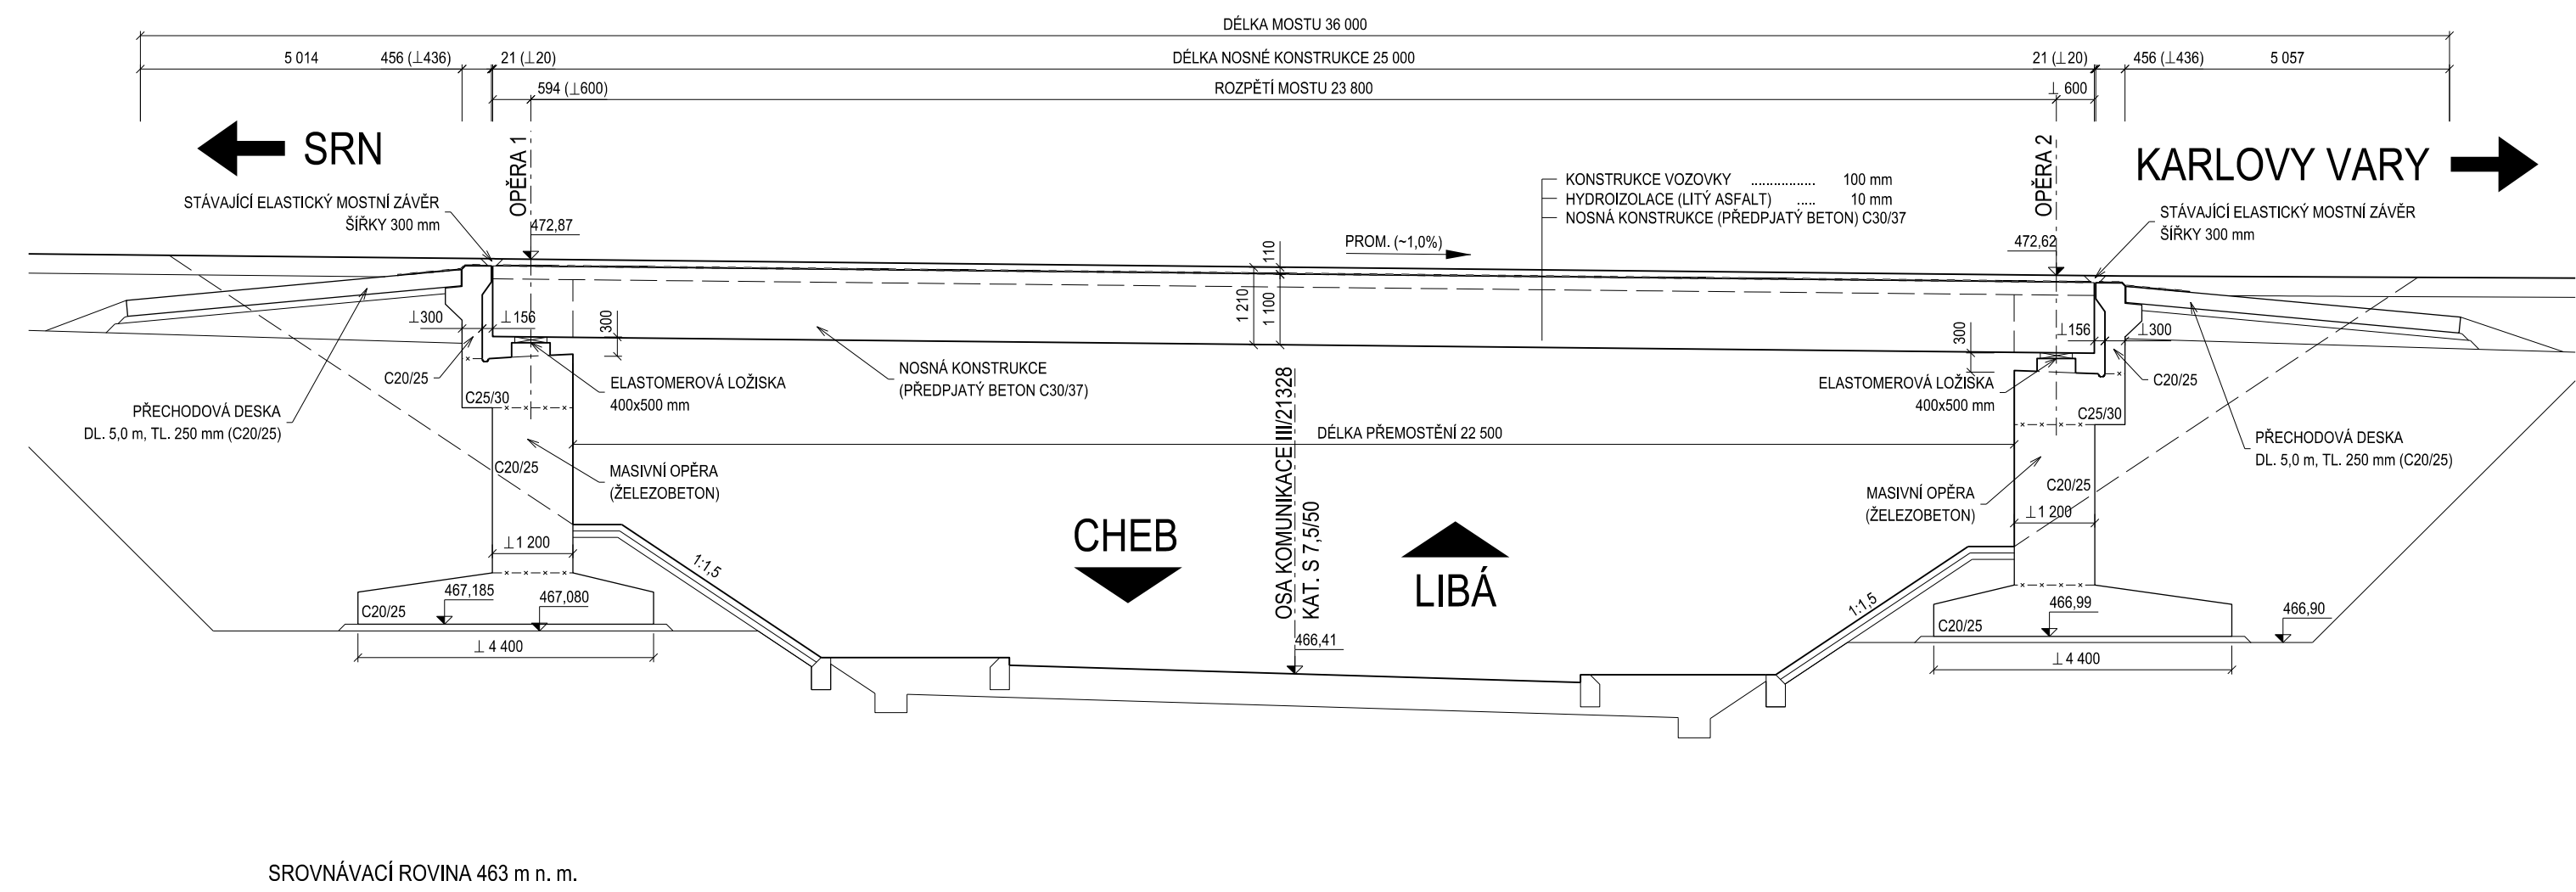 DÉLKA MOSTU 36 000
5 014
456 (⊥436)
21 (⊥20)
DÉLKA NOSNÉ KONSTRUKCE 25 000
21 (⊥20)
456 (⊥436)
5 057
594 (⊥600)
ROZPĚTÍ MOSTU 23 800
⊥ 600
SRN
OPĚRA 1
OPĚRA 2
KARLOVY VARY
STÁVAJÍCÍ ELASTICKÝ MOSTNÍ ZÁVĚR
ŠÍŘKY 300 mm
472,87
KONSTRUKCE VOZOVKY ................ 100 mm
HYDROIZOLACE (LITÝ ASFALT) ..... 10 mm
NOSNÁ KONSTRUKCE (PŘEDPJATÝ BETON) C30/37
PROM. (~1,0%)
472,62
STÁVAJÍCÍ ELASTICKÝ MOSTNÍ ZÁVĚR
ŠÍŘKY 300 mm
110
1 210
1 100
⊥300
⊥156
300
300
⊥156
⊥300
C20/25
C25/30
NOSNÁ KONSTRUKCE
(PŘEDPJATÝ BETON C30/37)
ELASTOMEROVÁ LOŽISKA
400x500 mm
ELASTOMEROVÁ LOŽISKA
400x500 mm
C20/25
C25/30
PŘECHODOVÁ DESKA
DL. 5,0 m, TL. 250 mm (C20/25)
DÉLKA PŘEMOSTĚNÍ 22 500
PŘECHODOVÁ DESKA
DL. 5,0 m, TL. 250 mm (C20/25)
C20/25
MASIVNÍ OPĚRA
(ŽELEZOBETON)
OSA KOMUNIKACE III/21328
KAT. S 7,5/50
MASIVNÍ OPĚRA
(ŽELEZOBETON)
C20/25
⊥1 200
⊥1 200
CHEB
LIBÁ
1:1,5
1:1,5
467,185
467,080
C20/25
⊥ 4 400
466,41
466,99
466,90
C20/25
⊥4 400
SROVNÁVACÍ ROVINA 463 m n. m.